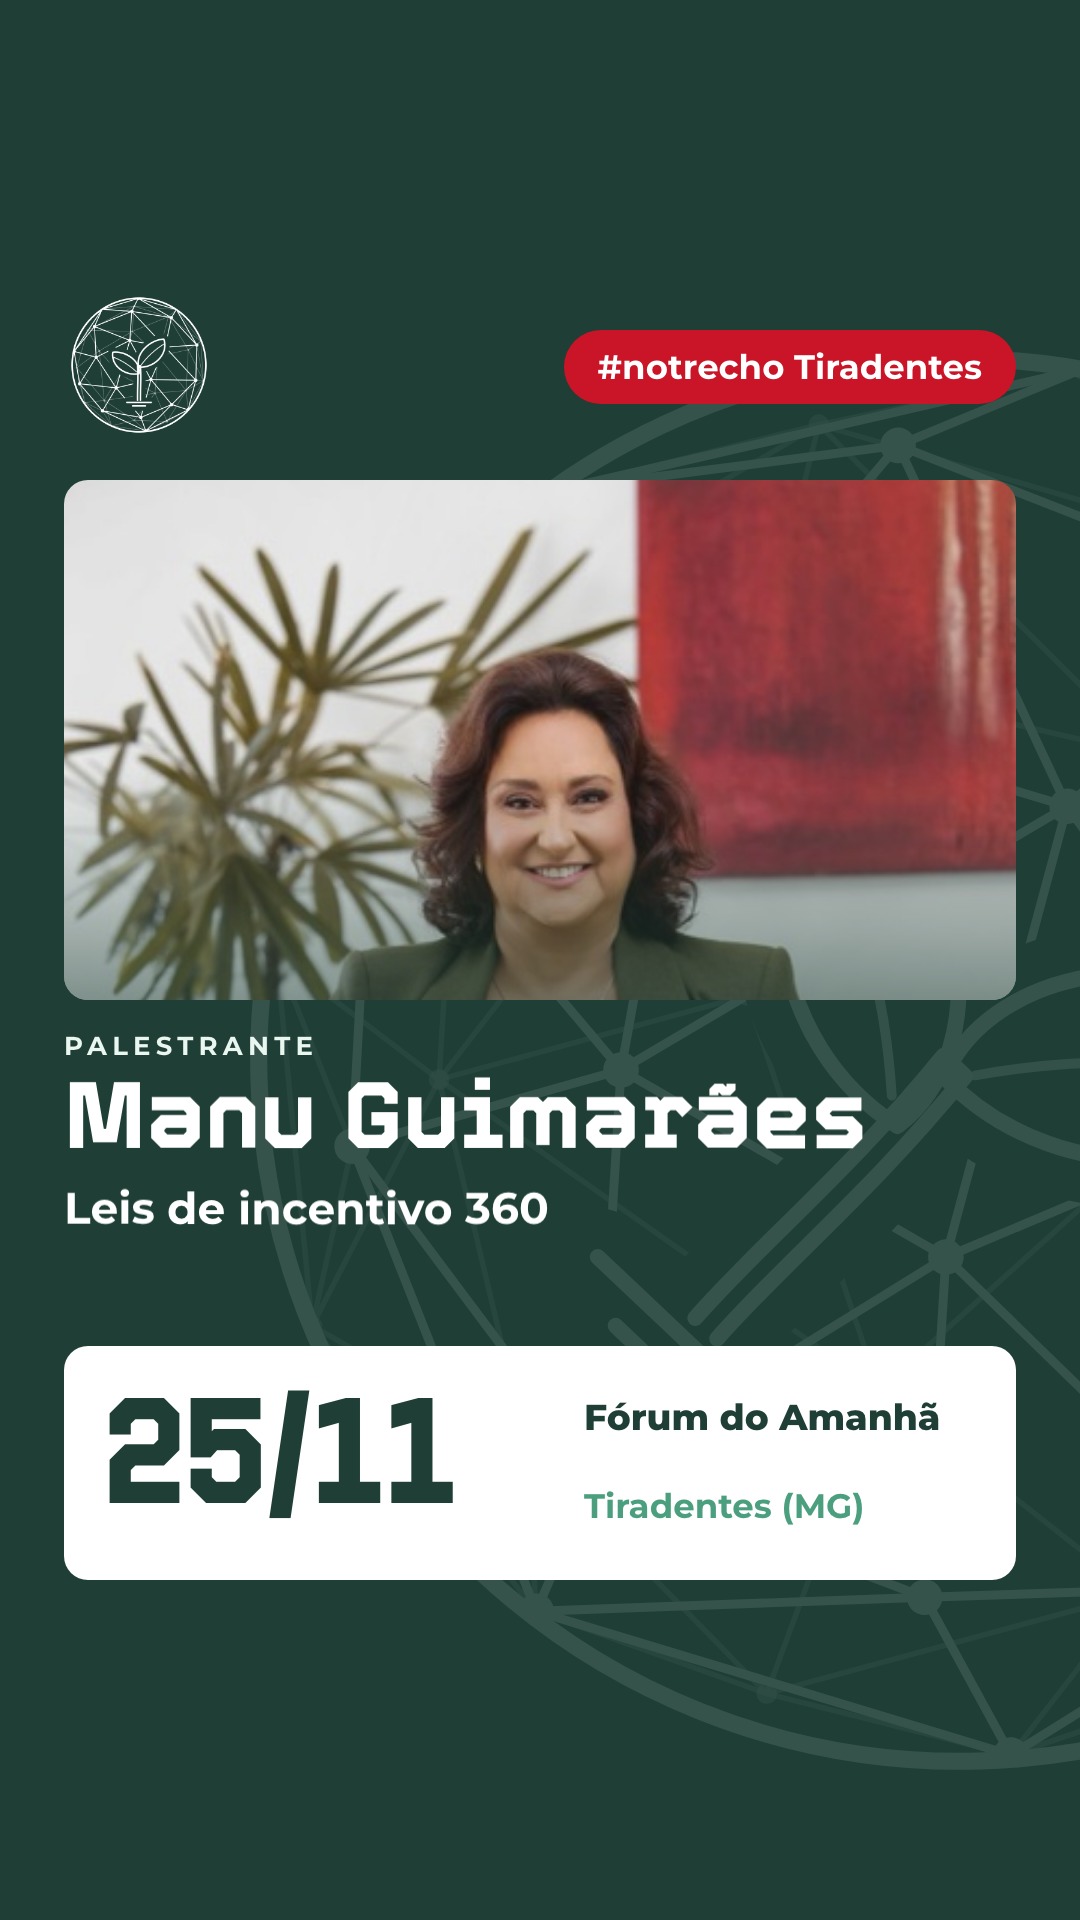 #notrecho Tiradentes
PALESTRANTE
Manu Guimarães
Leis de incentivo 360
25/11
Fórum do Amanhã
Tiradentes (MG)